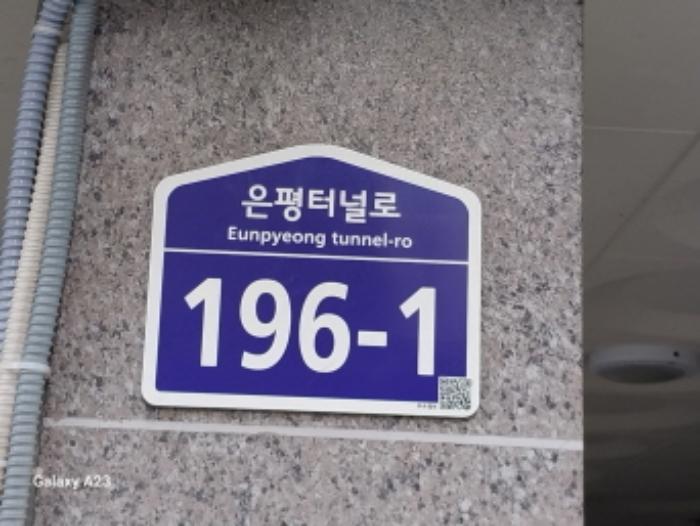 은평터널로
Eunpyeong tunnel-ro
196-1
Galaxy A23